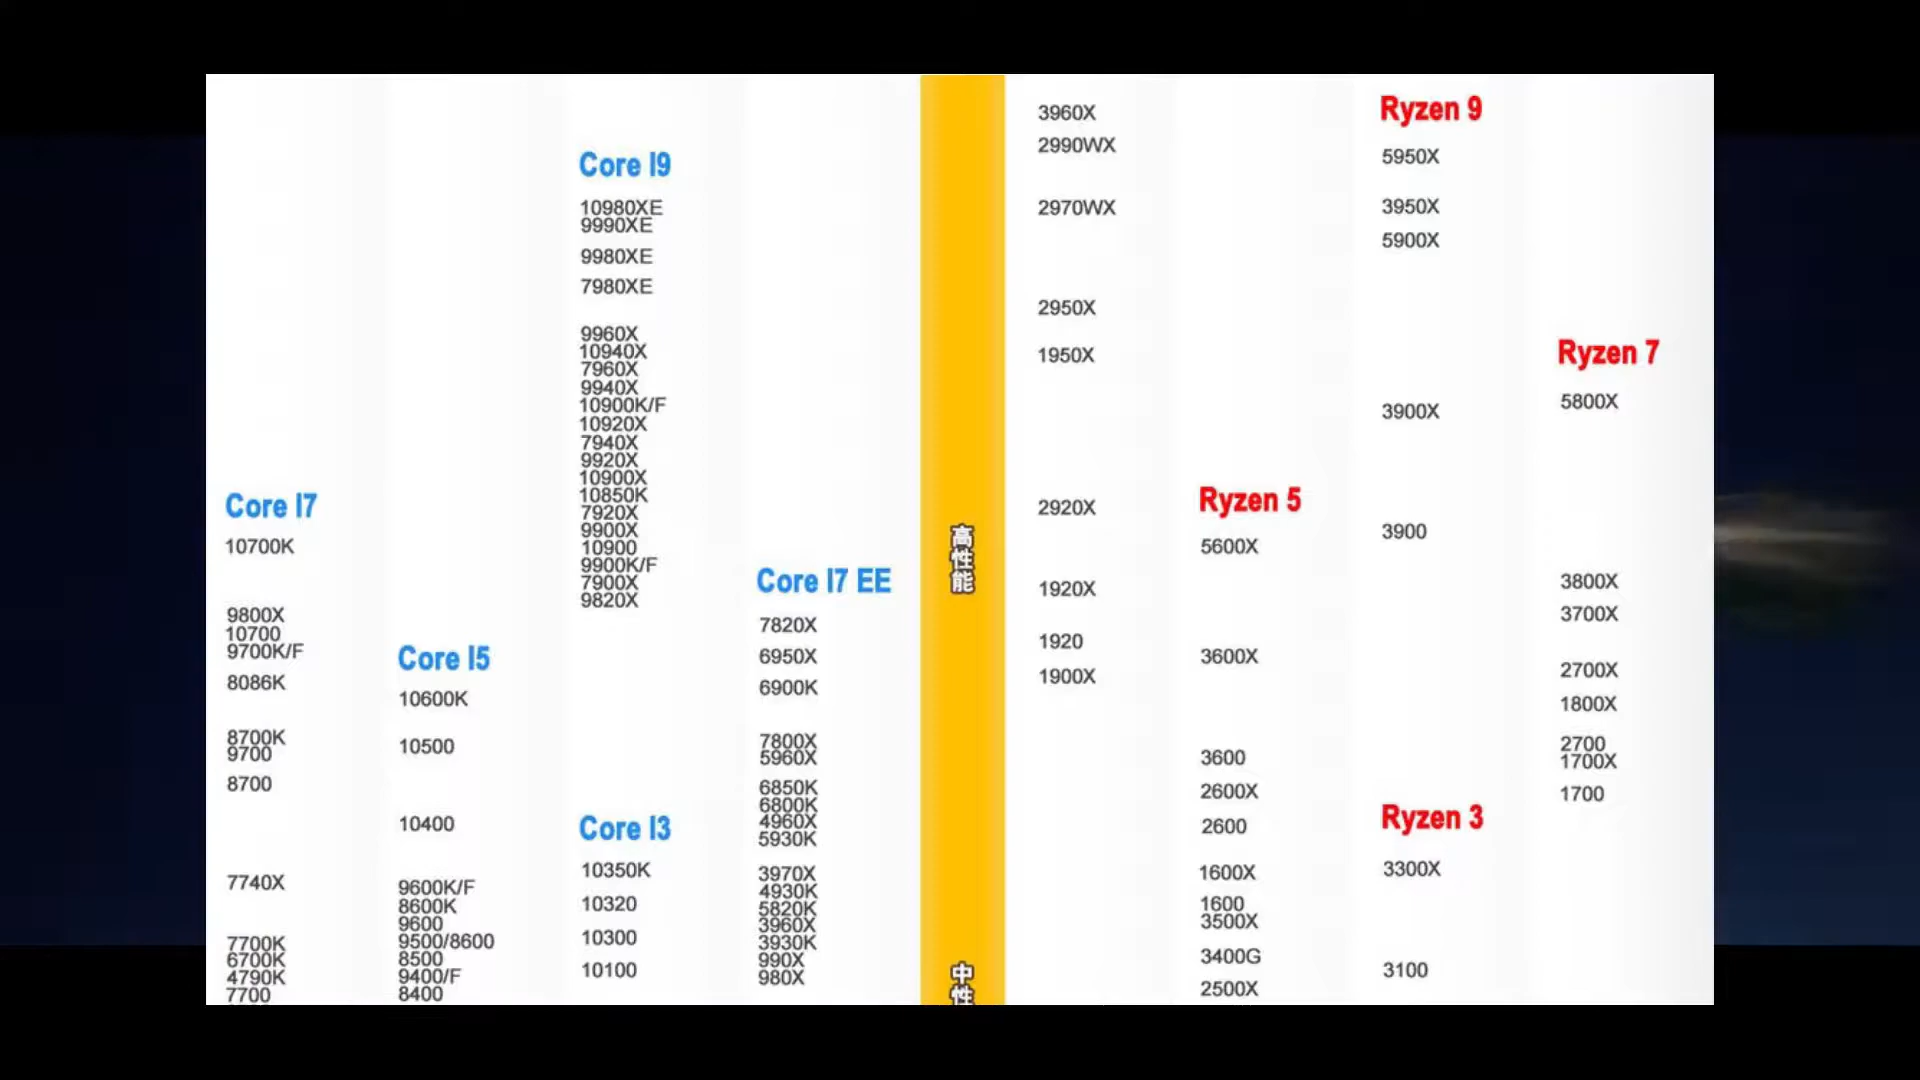 Core I7
10700K
9800X
10700
9700K/F
8086K
8700K
9700
8700
7740X
7700K
6700K
4790K
7700
Core I5
10600K
10500
10400
9600K/F
8600K
9600
9500/8600
8500
9400/F
8400
Core I9
10980XE
9990XE
9980XE
7980XE
9960X
10940X
7960X
9940X
10900K/F
10920X
7940X
9920X
10900X
10850K
7920X
9900X
10900
9900K/F
7900X
9820X
Core I3
10350K
10320
10300
10100
Core I7 EE
7820X
6950X
6900K
7800X
5960X
6850K
6800K
4960X
5930K
3970X
4930K
5820K
3960X
3930K
990X
980X
高性能
中性
3960X
2990WX
2970WX
2950X
1950X
2920X
1920X
1920
1900X
Ryzen 5
5600X
3600X
3600
2600X
2600
1600X
1600
3500X
3400G
2500X
Ryzen 9
5950X
3950X
5900X
3900X
3900
Ryzen 3
3300X
3100
Ryzen 7
5800X
3800X
3700X
2700X
1800X
2700
1700X
1700